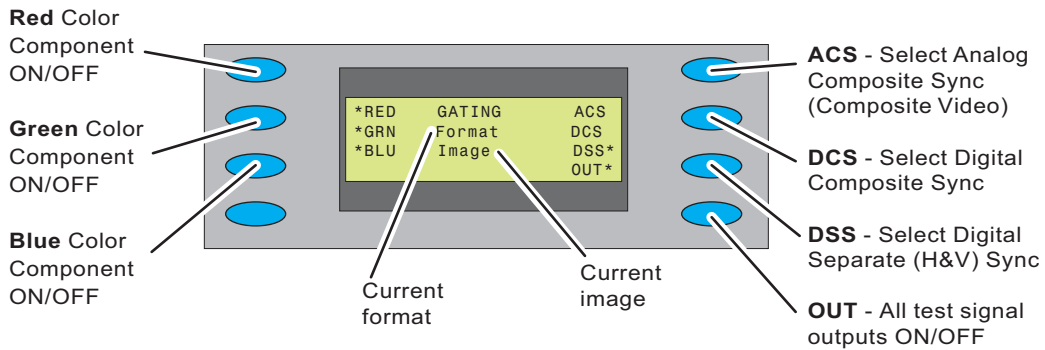 Red Color
Component
ON/OFF
Green Color
Component
ON/OFF
Blue Color
Component
ON/OFF
*RED GATING ACS
*GRN Format DCS
*BLU Image DSS*
OUT*
Current
format
Current
image
ACS - Select Analog
Composite Sync
(Composite Video)
DCS - Select Digital
Composite Sync
DSS - Select Digital
Separate (H&V) Sync
OUT - All test signal
outputs ON/OFF